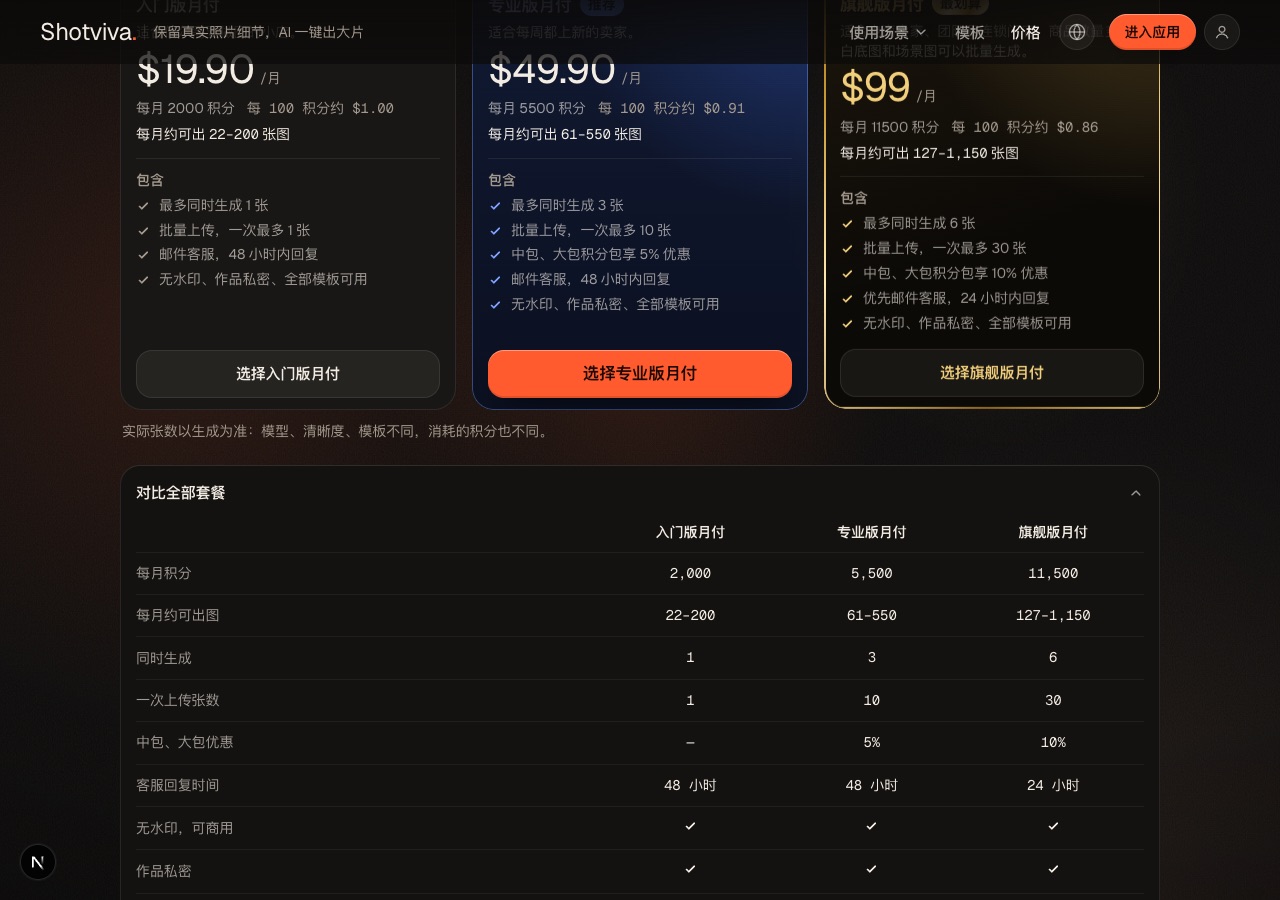 Shotviva. 保留真实照片细节，AI 一键出大片 使用场景 模板 价格 进入应用
入门版月付
$19.90 /月
每月 2000 积分 每 100 积分约 $1.00
每月约可出 22–200 张图
包含
最多同时生成 1 张
批量上传，一次最多 1 张
邮件客服，48 小时内回复
无水印、作品私密、全部模板可用
选择入门版月付
专业版月付 推荐
适合每周都上新的卖家。
$49.90 /月
每月 5500 积分 每 100 积分约 $0.91
每月约可出 61–550 张图
包含
最多同时生成 3 张
批量上传，一次最多 10 张
中包、大包积分包享 5% 优惠
邮件客服，48 小时内回复
无水印、作品私密、全部模板可用
选择专业版月付
旗舰版月付
白底图和场景图可以批量生成。
$99 /月
每月 11500 积分 每 100 积分约 $0.86
每月约可出 127–1,150 张图
包含
最多同时生成 6 张
批量上传，一次最多 30 张
中包、大包积分包享 10% 优惠
优先邮件客服，24 小时内回复
无水印、作品私密、全部模板可用
选择旗舰版月付
实际张数以生成为准：模型、清晰度、模板不同，消耗的积分也不同。
对比全部套餐
入门版月付 专业版月付 旗舰版月付
每月积分 2,000 5,500 11,500
每月约可出图 22–200 61–550 127–1,150
同时生成 1 3 6
一次上传张数 1 10 30
中包、大包优惠 — 5% 10%
客服回复时间 48 小时 48 小时 24 小时
无水印，可商用
作品私密
N